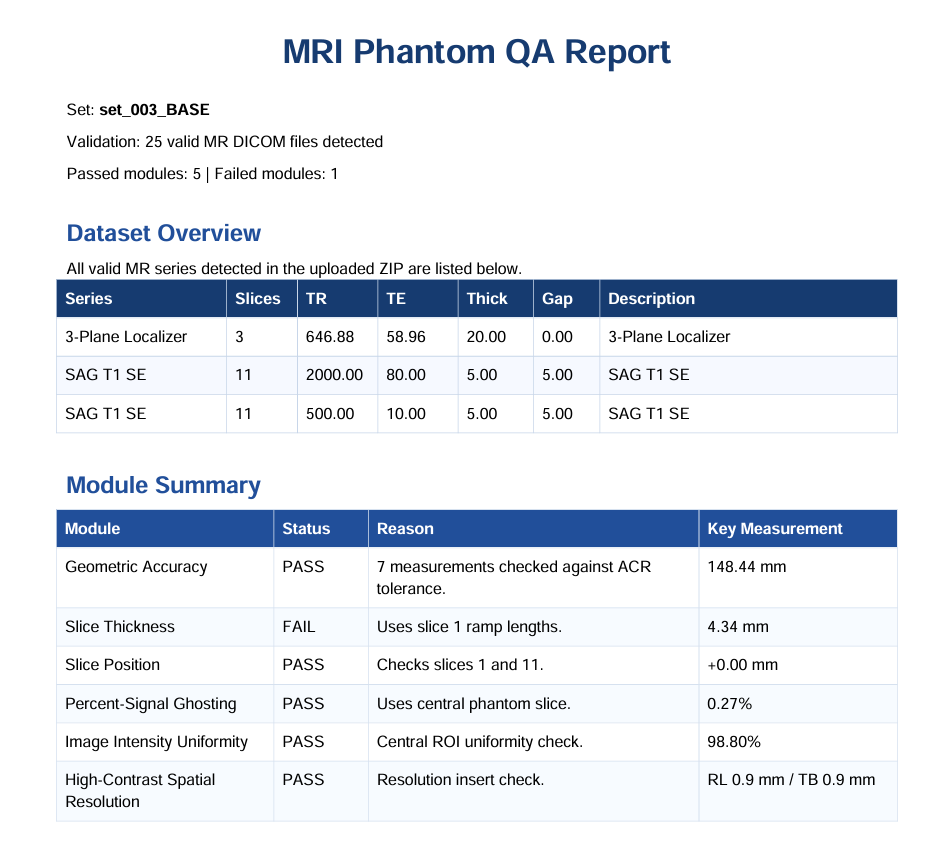 MRI Phantom QA Report
Set: set_003_BASE
Validation: 25 valid MR DICOM files detected
Passed modules: 5 | Failed modules: 1
Dataset Overview
All valid MR series detected in the uploaded ZIP are listed below.
Series Slices TR TE Thick Gap Description
3-Plane Localizer 3 646.88 58.96 20.00 0.00 3-Plane Localizer
SAG T1 SE 11 2000.00 80.00 5.00 5.00 SAG T1 SE
SAG T1 SE 11 500.00 10.00 5.00 5.00 SAG T1 SE
Module Summary
Module Status Reason Key Measurement
Geometric Accuracy PASS 7 measurements checked against ACR 148.44 mm
tolerance.
Slice Thickness FAIL Uses slice 1 ramp lengths. 4.34 mm
Slice Position PASS Checks slices 1 and 11. +0.00 mm
Percent-Signal Ghosting PASS Uses central phantom slice. 0.27%
Image Intensity Uniformity PASS Central ROI uniformity check. 98.80%
High-Contrast Spatial PASS Resolution insert check. RL 0.9 mm / TB 0.9 mm
Resolution